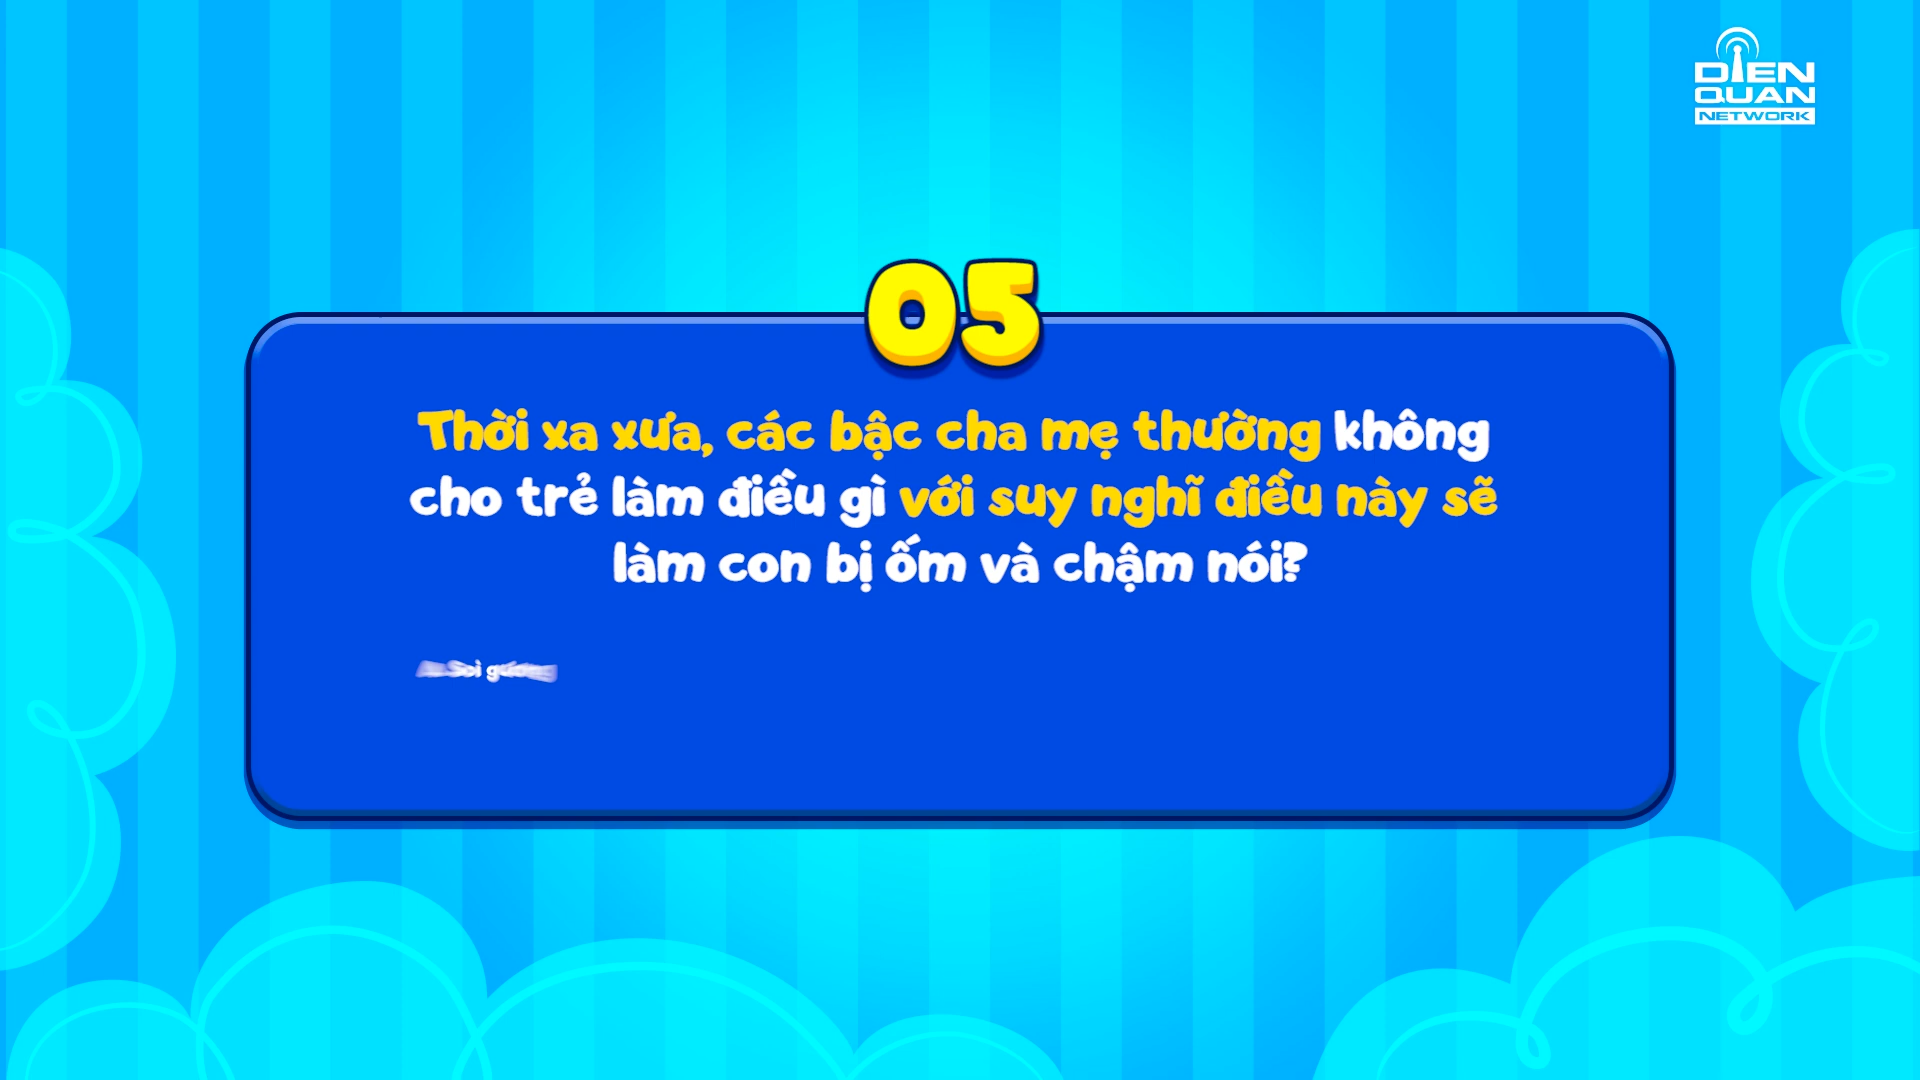 DIEN
QUAN
NETWORK
05
Thời xa xưa, các bậc cha mẹ thường không
cho trẻ làm điều gì với suy nghĩ điều này sẽ
làm con bị ốm và chậm nói?
Soi